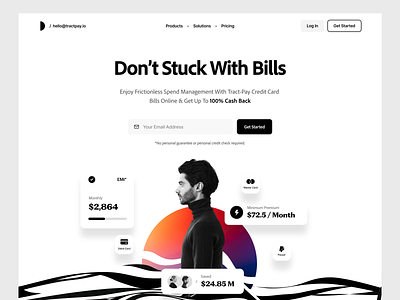 /. hello@tractpay.io
Products
Solutions
Pricing
Log In
Get Started
Don't Stuck With Bills
Enjoy Frictionless Spend Management With Tract-Pay Credit Card
Bills Online & Get Up To 100% Cash Back
Your Email Address
Get Started
*No personal guarantee or personal credit check required.
EMI*
Monthly
$2,864
Master Card
Minimum Premium
$72.5 / Month
Paypal
Saved
$24.85 M